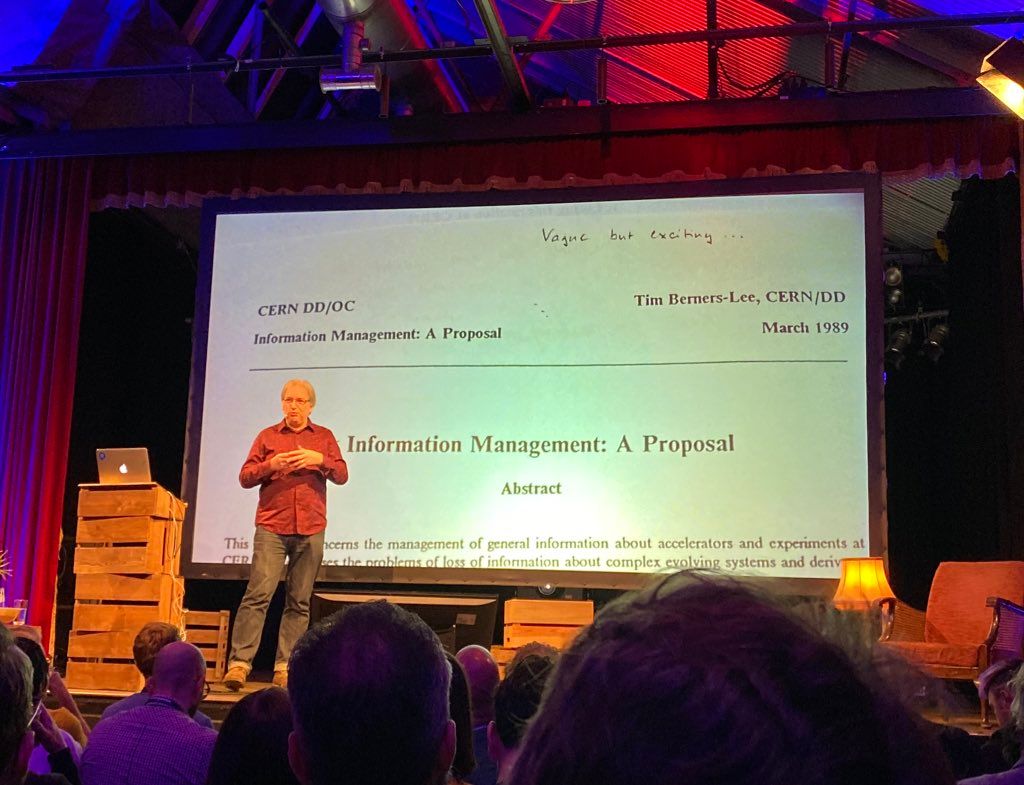 Vague but exciting ...
CERN DD/OC
Tim Berners-Lee, CERN/DD
Information Management: A Proposal
March 1989
Information Management: A Proposal
Abstract
This cerns the management of general information about accelerators and experiments at
the problems of loss of information about complex evolving systems and